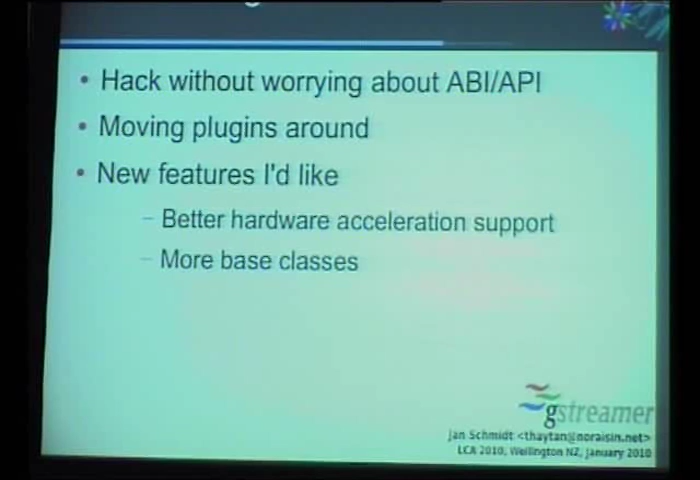 • Hack without worrying about ABI/API
• Moving plugins around
• New features I'd like
– Better hardware acceleration support
– More base classes
gstreamer
Jan Schmidt <thaytan@noraisin.net>
LCA 2010, Wellington NZ, January 2010